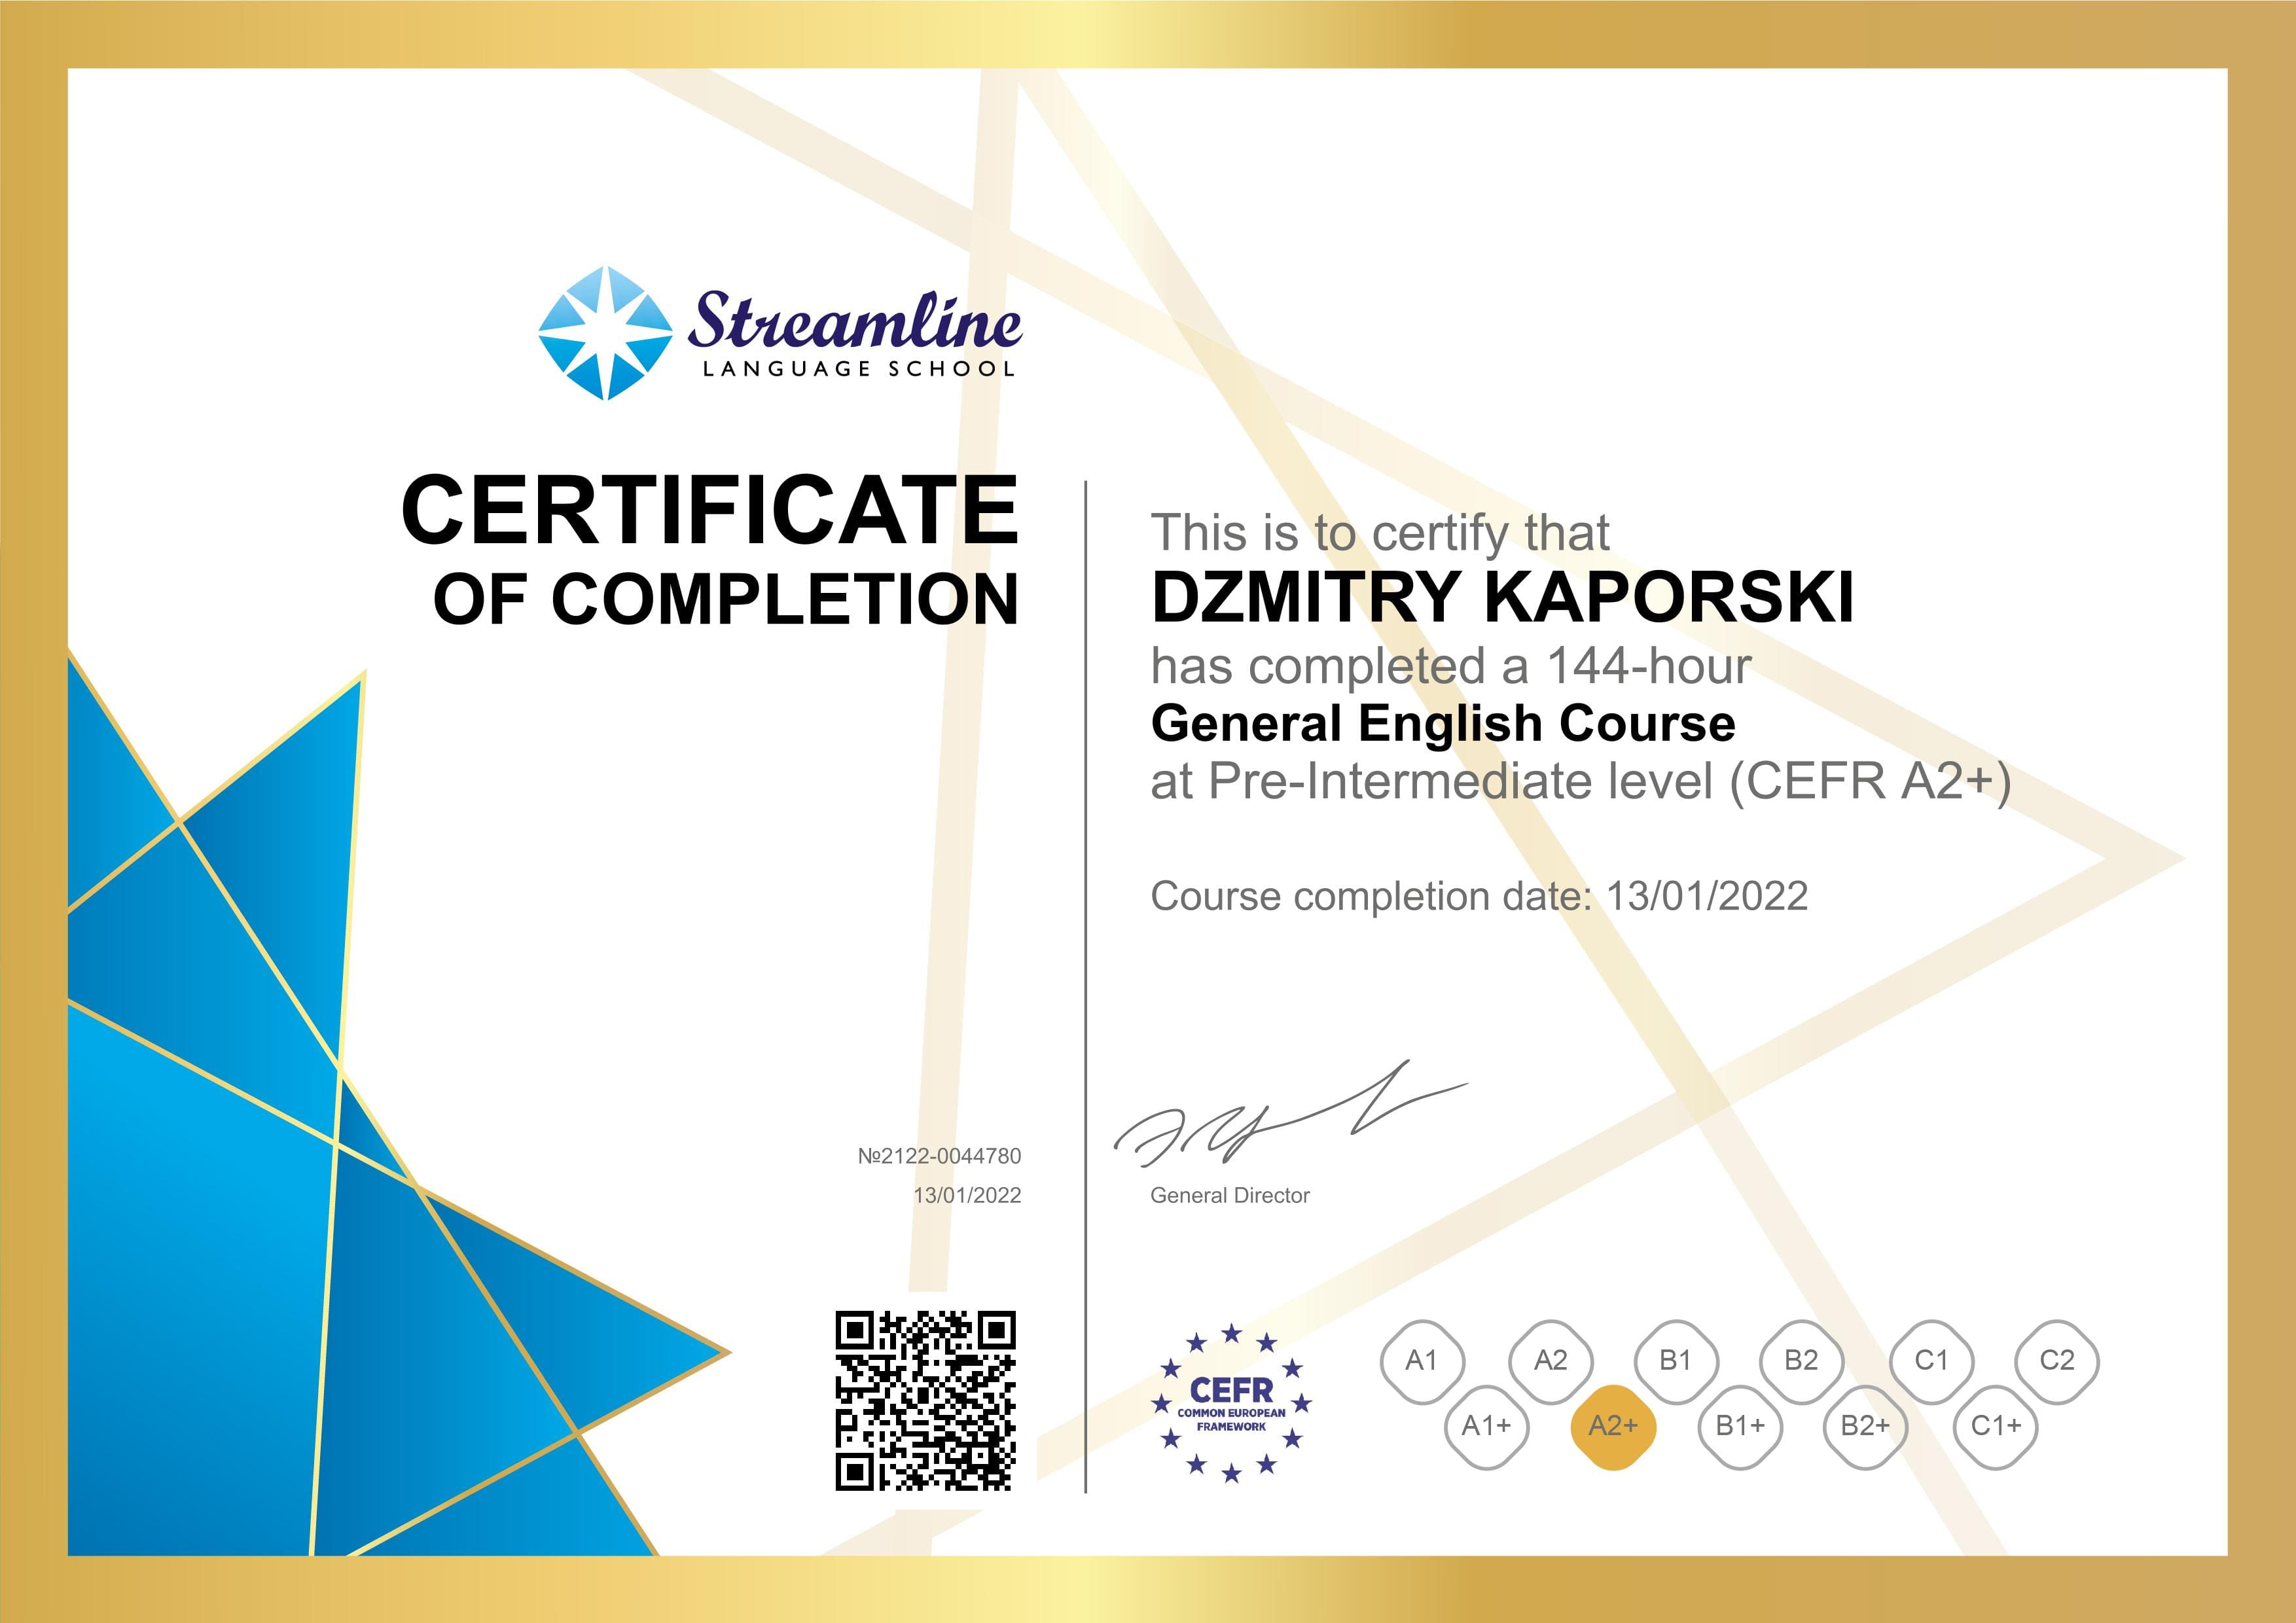 Streamline
LANGUAGE SCHOOL
CERTIFICATE
OF COMPLETION
This is to certify that
DZMITRY KAPORSKI
has completed a 144-hour
General English Course
at Pre-Intermediate level (CEFR A2+)
Course completion date: 13/01/2022
№2122-0044780
13/01/2022
General Director
CEFR
COMMON EUROPEAN
FRAMEWORK
A1 A2 B1 B2 C1 C2
A1+ A2+ B1+ B2+ C1+